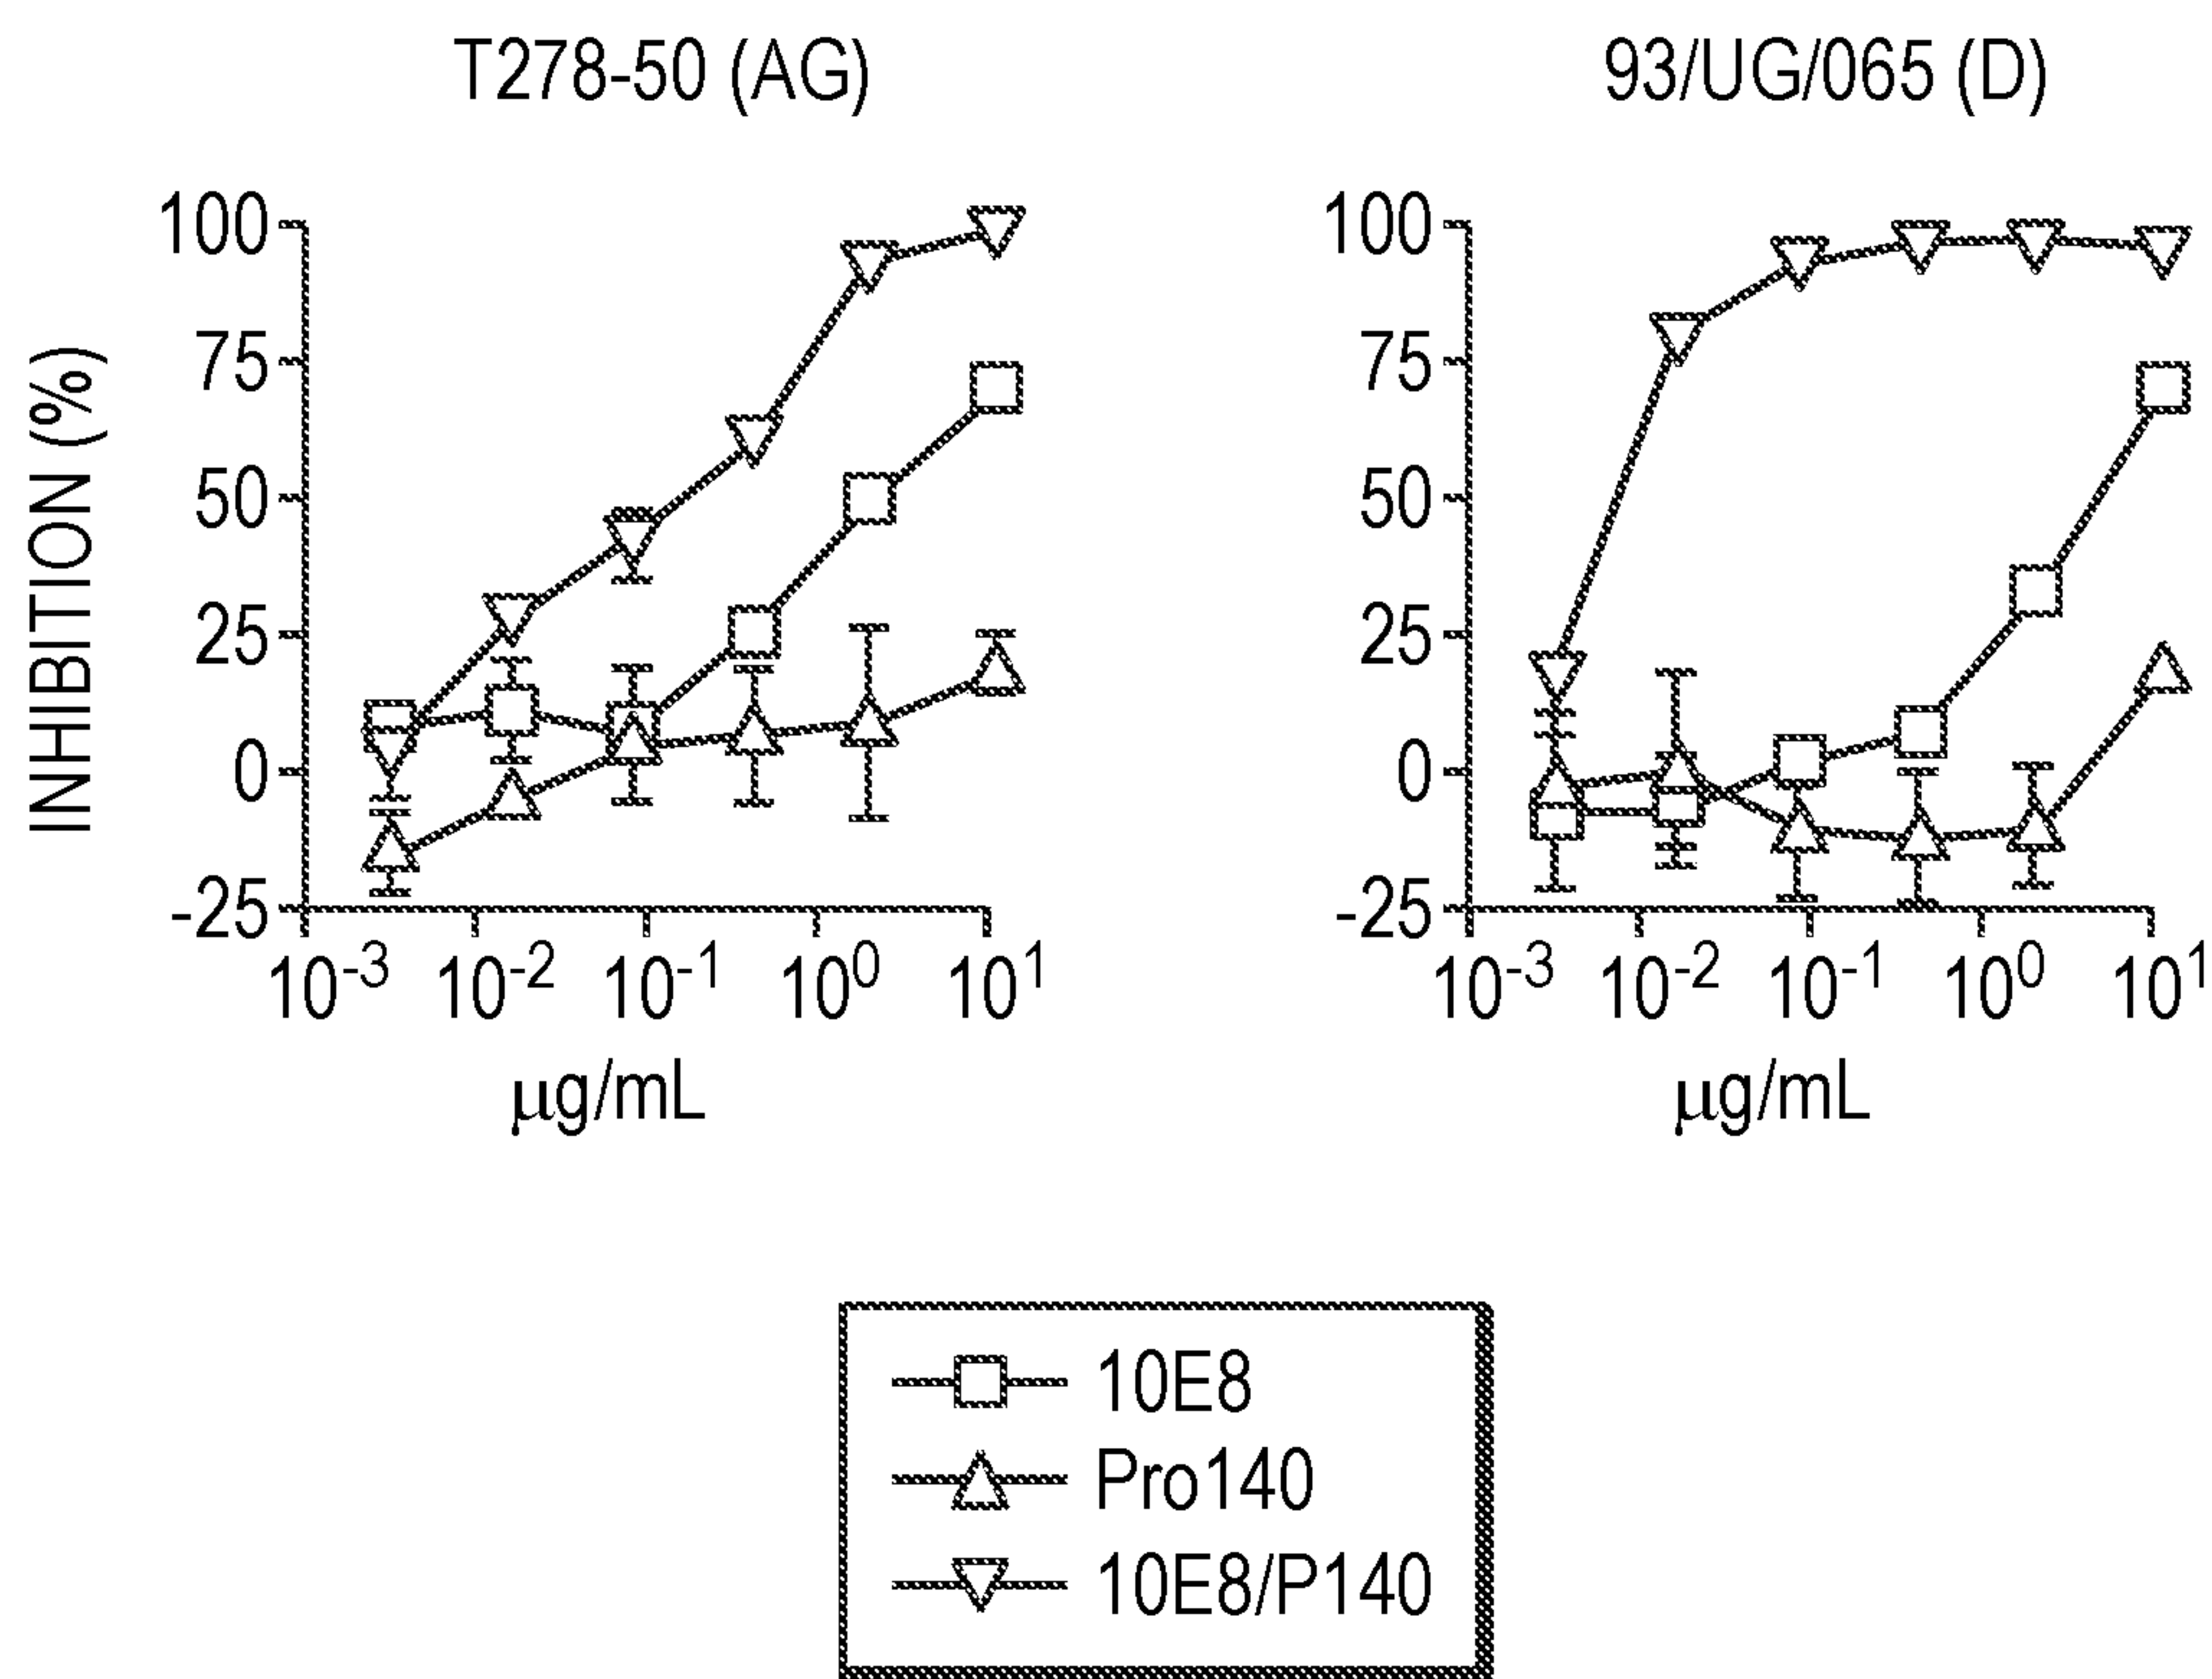 T278-50 (AG)
93/UG/065 (D)
INHIBITION (%)
100
75
50
25
0
-25
10⁻³ 10⁻² 10⁻¹ 10⁰ 10¹
µg/mL
100
75
50
25
0
-25
10⁻³ 10⁻² 10⁻¹ 10⁰ 10¹
µg/mL
10E8
Pro140
10E8/P140